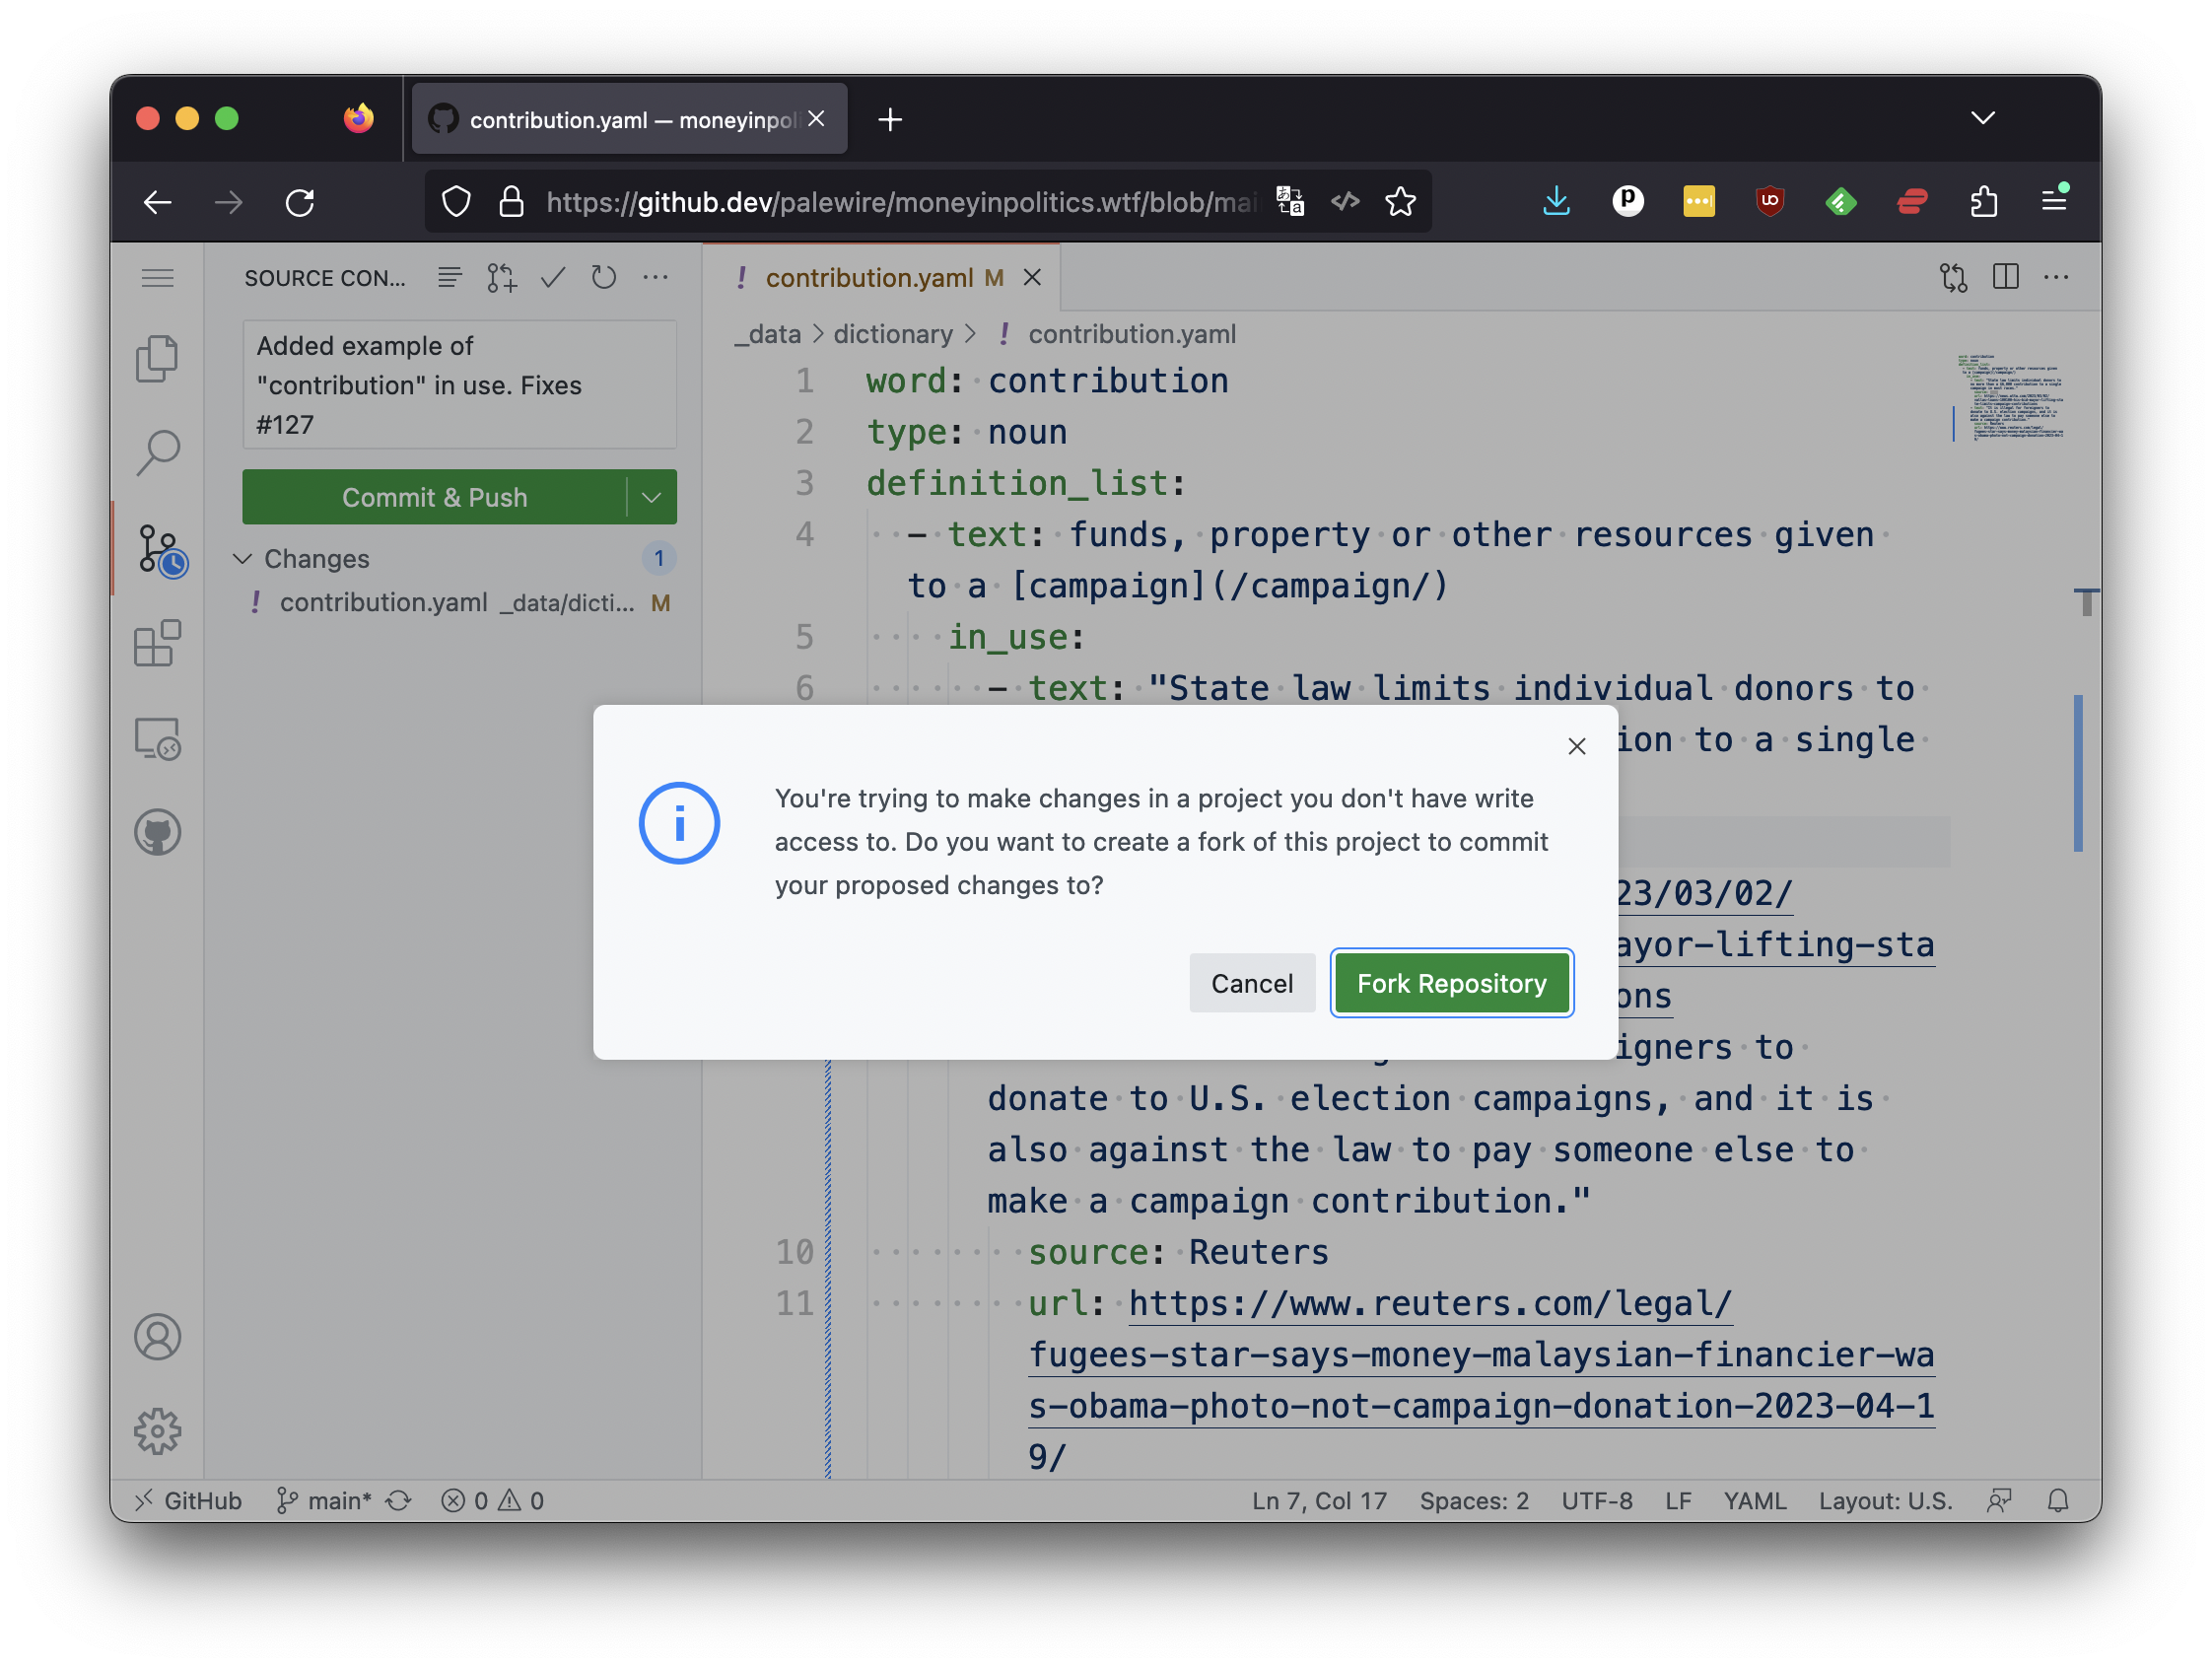 contribution.yaml — moneyinpol
https://github.dev/palewire/moneyinpolitics.wtf/blob/mai
SOURCE CON...
Added example of
"contribution" in use. Fixes
#127
Commit & Push
Changes
1
! contribution.yaml _data/dicti... M
! contribution.yaml M
_data > dictionary > ! contribution.yaml
1 word: contribution
2 type: noun
3 definition_list:
4 - text: funds, property or other resources given
to a [campaign](/campaign/)
5 in_use:
6 - text: "State law limits individual donors to
ion to a single
You're trying to make changes in a project you don't have write
access to. Do you want to create a fork of this project to commit
your proposed changes to?
Cancel
Fork Repository
23/03/02/
ayor-lifting-sta
ons
igners to
donate to U.S. election campaigns, and it is
also against the law to pay someone else to
make a campaign contribution."
10 source: Reuters
11 url: https://www.reuters.com/legal/
fugees-star-says-money-malaysian-financier-wa
s-obama-photo-not-campaign-donation-2023-04-1
9/
GitHub main* 0 0 Ln 7, Col 17 Spaces: 2 UTF-8 LF YAML Layout: U.S.